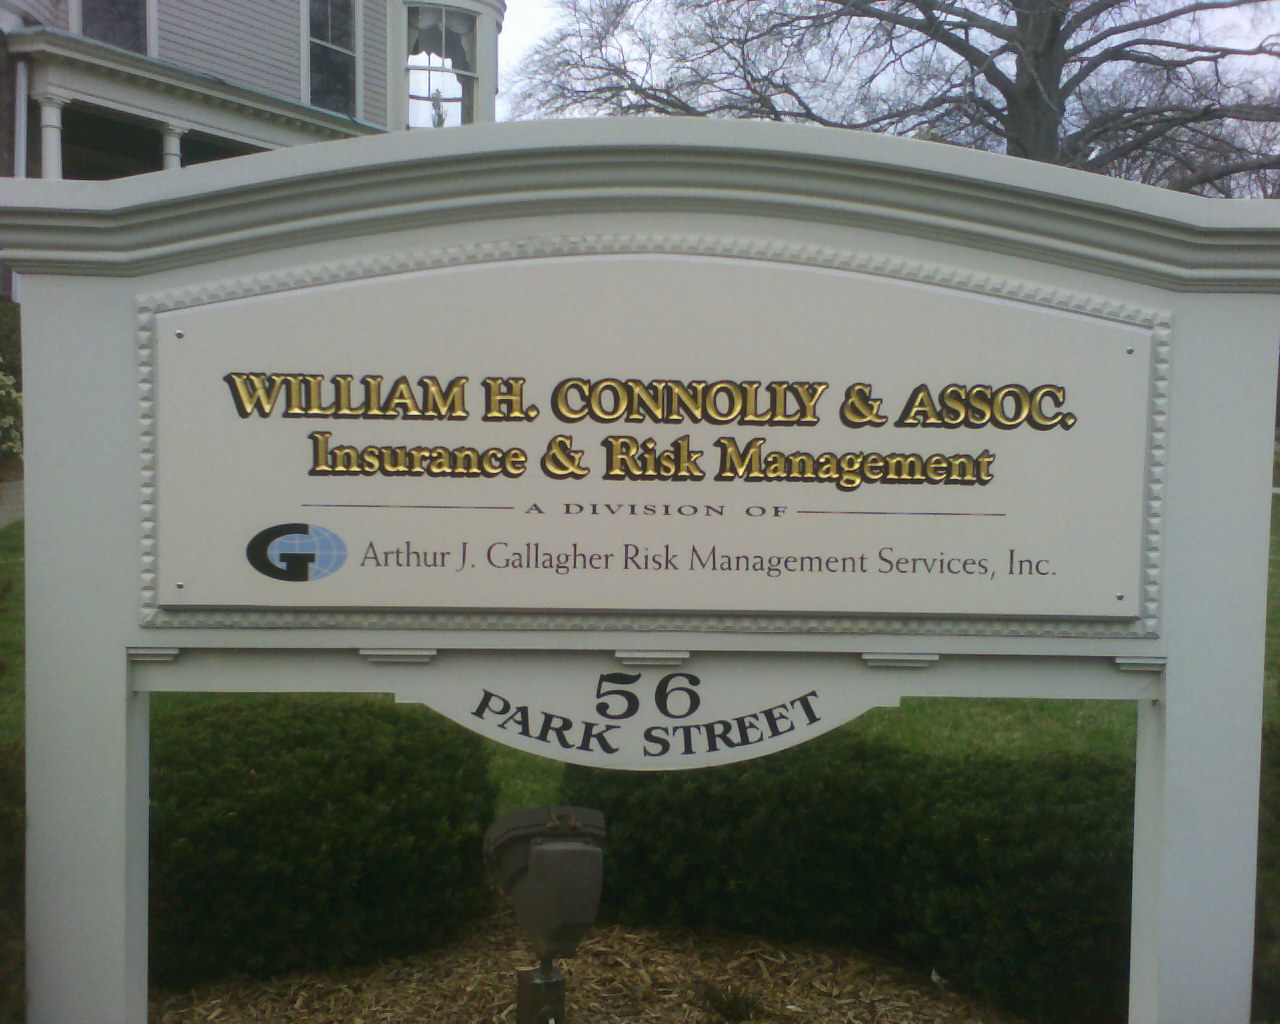 WILLIAM H. CONNOLLY & ASSOC.
Insurance & Risk Management
A DIVISION OF
G Arthur J. Gallagher Risk Management Services, Inc.
56
PARK STREET